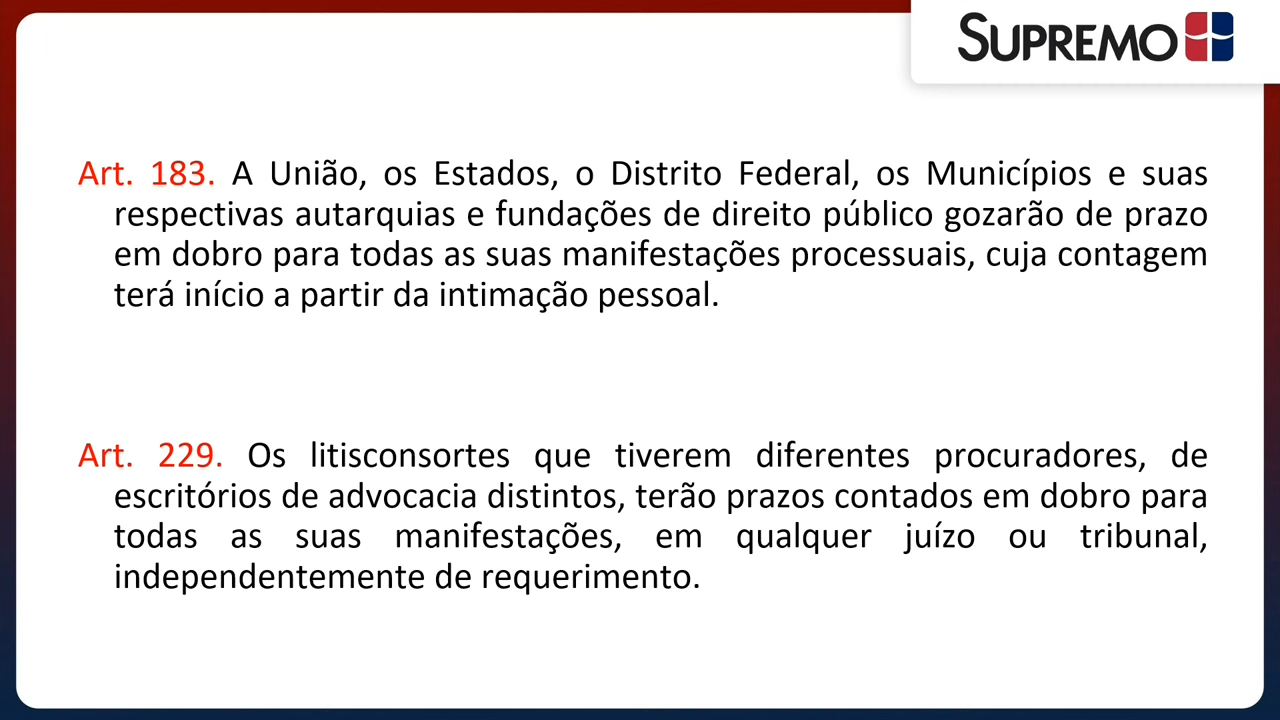 SUPREMO
Art. 183. A União, os Estados, o Distrito Federal, os Municípios e suas
respectivas autarquias e fundações de direito público gozarão de prazo
em dobro para todas as suas manifestações processuais, cuja contagem
terá início a partir da intimação pessoal.
Art. 229. Os litisconsortes que tiverem diferentes procuradores, de
escritórios de advocacia distintos, terão prazos contados em dobro para
todas as suas manifestações, em qualquer juízo ou tribunal,
independentemente de requerimento.